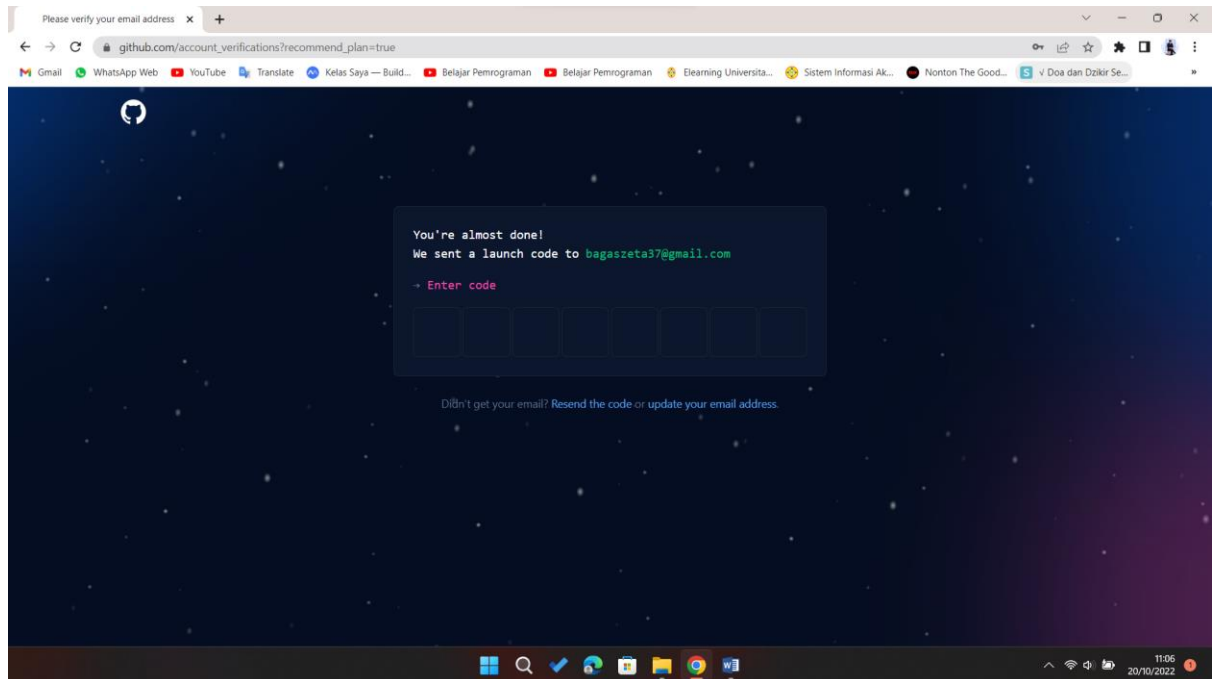 Please verify your email address
github.com/account_verifications?recommend_plan=true
Gmail WhatsApp Web YouTube Translate Kelas Saya — Build... Belajar Pemrograman Belajar Pemrograman Elearning Universita... Sistem Informasi Ak... Nonton The Good... S √ Doa dan Dzikir Se... »
You're almost done!
We sent a launch code to bagaszeta37@gmail.com
→ Enter code
Didn't get your email? Resend the code or update your email address.
11:06
20/10/2022
1